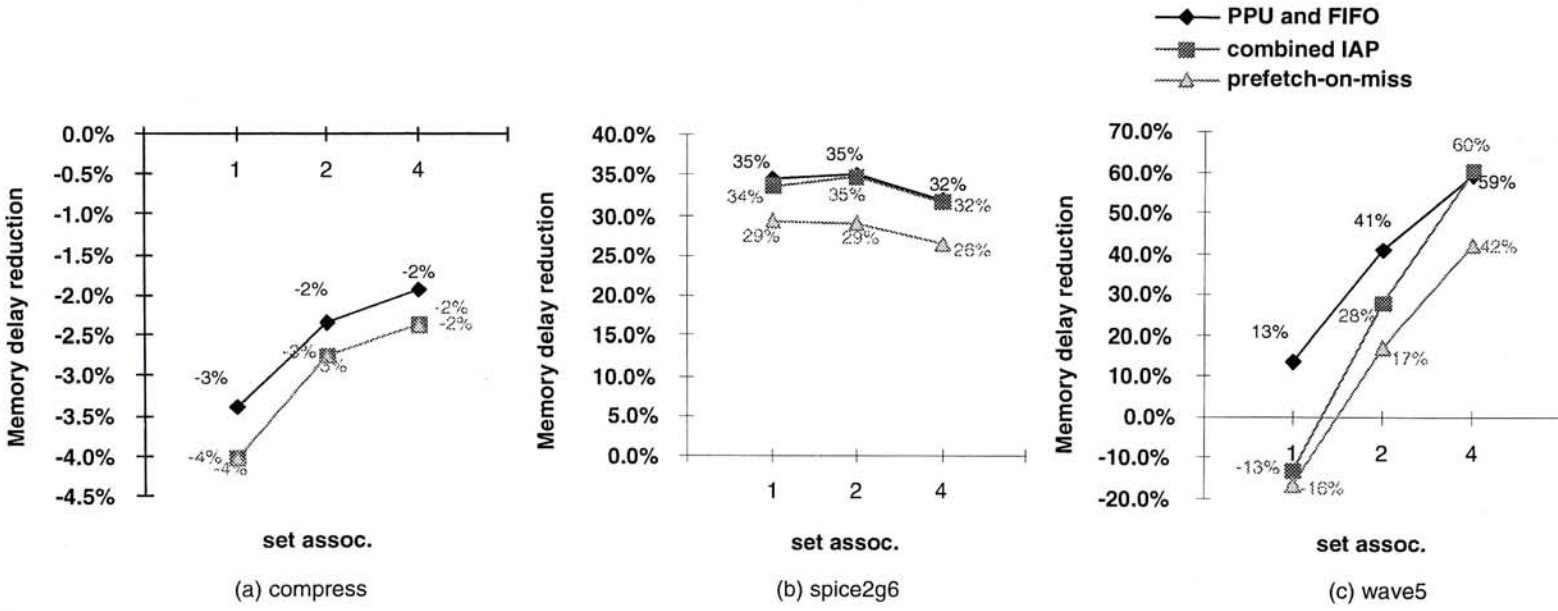 PPU and FIFO
combined IAP
prefetch-on-miss
Memory delay reduction
0.0%
-0.5%
-1.0%
-1.5%
-2.0%
-2.5%
-3.0%
-3.5%
-4.0%
-4.5%
1 2 4
-3%
-2%
-2%
-4%
-4%
-3%
3%
-2%
-2%
set assoc.
(a) compress
Memory delay reduction
40.0%
35.0%
30.0%
25.0%
20.0%
15.0%
10.0%
5.0%
0.0%
35% 35% 32%
34% 35% 32%
29% 29% 26%
1 2 4
set assoc.
(b) spice2g6
Memory delay reduction
70.0%
60.0%
50.0%
40.0%
30.0%
20.0%
10.0%
0.0%
-10.0%
-20.0%
60%
59%
41%
42%
28%
17%
13%
-13%
-16%
1 2 4
set assoc.
(c) wave5